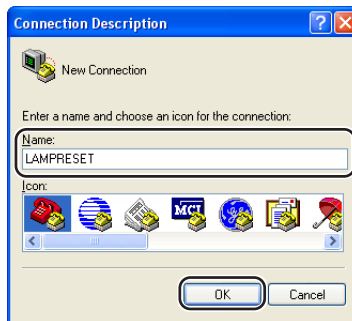 Connection Description
New Connection
Enter a name and choose an icon for the connection:
Name:
LAMPRESET
Icon:
MCI
OK
Cancel